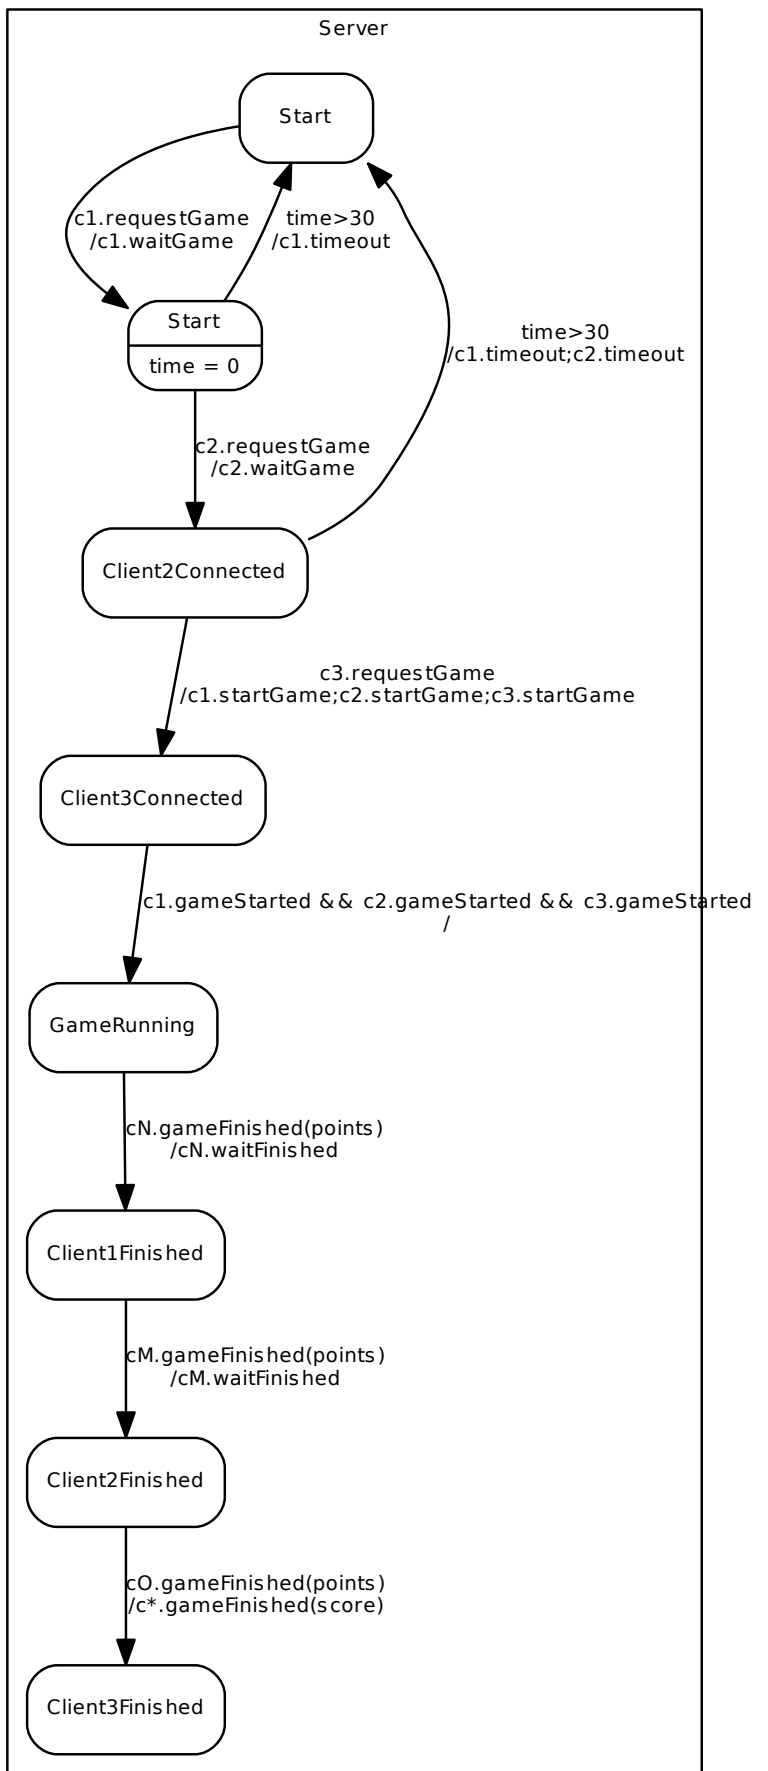 Server
Start
c1.requestGame
/c1.waitGame
time>30
/c1.timeout
Start
time = 0
time>30
/c1.timeout;c2.timeout
c2.requestGame
/c2.waitGame
Client2Connected
c3.requestGame
/c1.startGame;c2.startGame;c3.startGame
Client3Connected
c1.gameStarted && c2.gameStarted && c3.gameStarted
/
GameRunning
cN.gameFinished(points)
/cN.waitFinished
Client1Finished
cM.gameFinished(points)
/cM.waitFinished
Client2Finished
cO.gameFinished(points)
/c*.gameFinished(score)
Client3Finished